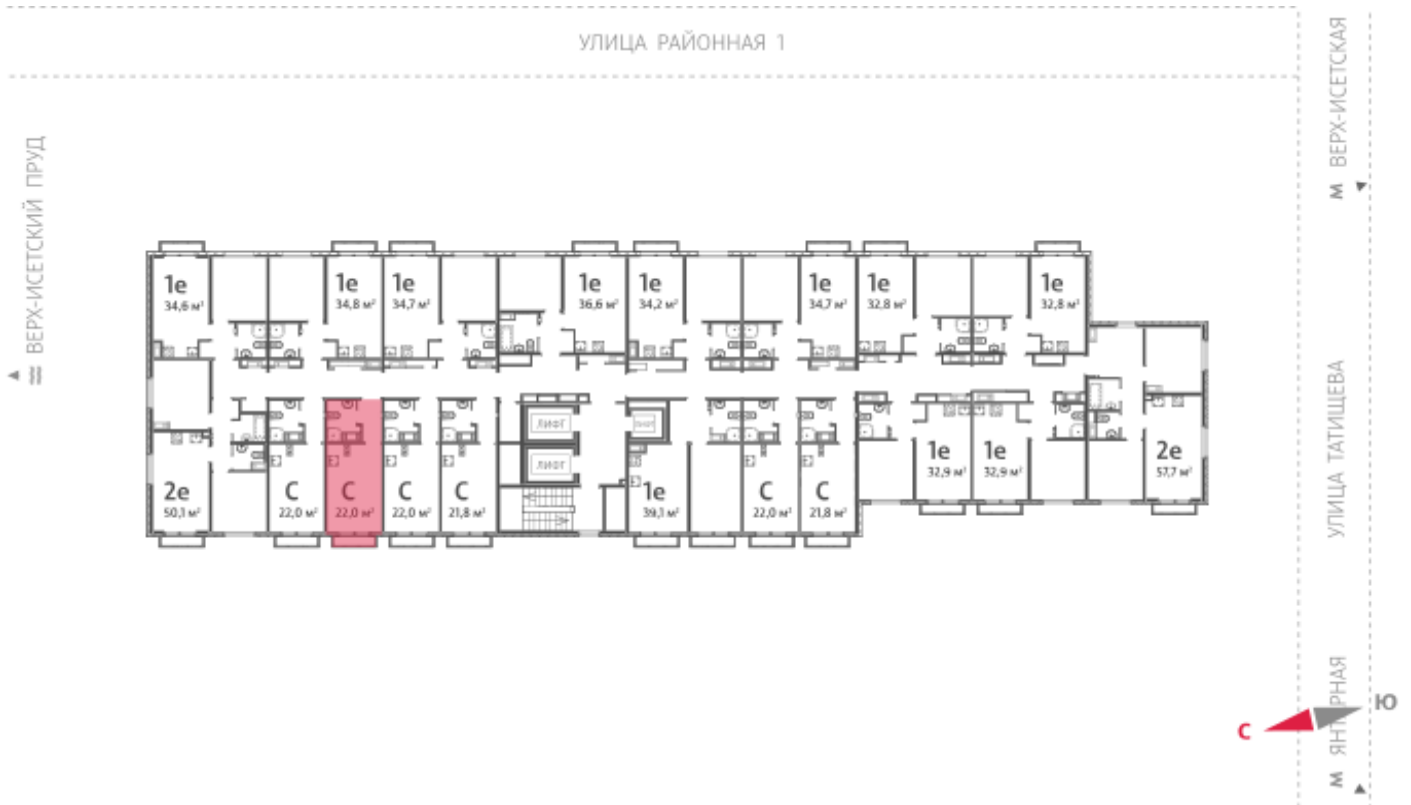 УЛИЦА РАЙОННАЯ 1
ВЕРХ-ИСЕТСКИЙ ПРУД
М ВЕРХ-ИСЕТСКАЯ
УЛИЦА ТАТИЩЕВА
М ЯНТАРНАЯ
1е
34,6 м²
1е
34,8 м²
1е
34,7 м²
1е
36,6 м²
1е
34,2 м²
1е
34,7 м²
1е
32,8 м²
1е
32,8 м²
2е
50,1 м²
С
22,0 м²
С
22,0 м²
С
22,0 м²
С
21,8 м²
ЛИФТ
ЛИФТ
ЛИФТ
1е
39,1 м²
С
22,0 м²
С
21,8 м²
1е
32,9 м²
1е
32,9 м²
2е
57,7 м²
С
Ю